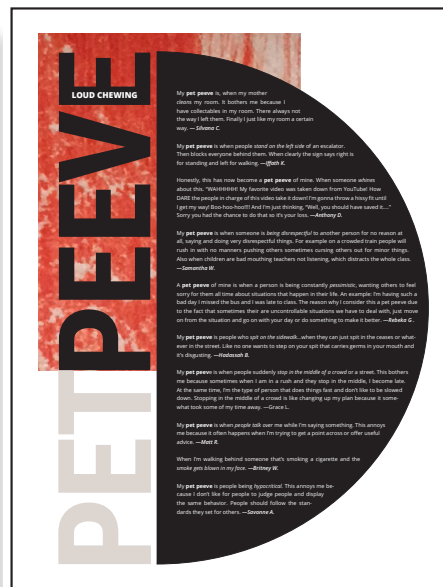 PET PEEVE
LOUD CHEWING
My pet peeve is, when my mother
cleans my room. It bothers me because I
have collectables in my room. There always not
the way I left them. Finally I just like my room a certain
way. — Silvana C.
My pet peeve is when people stand on the left side of an escalator.
Then blocks everyone behind them. When clearly the sign says right is
for standing and left for walking. —Iffath K.
Honestly, this has now become a pet peeve of mine. When someone whines
about this. "WAHHHHH! My favorite video was taken down from YouTube! How
DARE the people in charge of this video take it down! I'm gonna throw a hissy fit until
I get my way! Boo-hoo-hoo!!! And I'm just thinking, "Well, you should have saved it...."
Sorry you had the chance to do that so it's your loss. —Anthony D.
My pet peeve is when someone is being disrespectful to another person for no reason at
all, saying and doing very disrespectful things. For example on a crowded train people will
rush in with no manners pushing others sometimes cursing others out for minor things.
Also when children are bad mouthing teachers not listening, which distracts the whole class.
—Samantha W.
A pet peeve of mine is when a person is being constantly pessimistic, wanting others to feel
sorry for them all time about situations that happen in their life. An example: I'm having such a
bad day I missed the bus and I was late to class. The reason why I consider this a pet peeve due
to the fact that sometimes their are uncontrollable situations we have to deal with, just move
on from the situation and go on with your day or do something to make it better. —Rebeka G .
My pet peeve is people who spit on the sidewalk...when they can just spit in the ceases or what-
ever in the street. Like no one wants to step on your spit that carries germs in your mouth and
it's disgusting. —Hadassah B.
My pet peeve is when people suddenly stop in the middle of a crowd or a street. This bothers
me because sometimes when I am in a rush and they stop in the middle, I become late.
At the same time, I'm the type of person that does things fast and don't like to be slowed
down. Stopping in the middle of a crowd is like changing up my plan because it some-
what took some of my time away. —Grace L.
My pet peeve is when people talk over me while I'm saying something. This annoys
me because it often happens when I'm trying to get a point across or offer useful
advice. —Matt R.
When I'm walking behind someone that's smoking a cigarette and the
smoke gets blown in my face. —Britney W.
My pet peeve is people being hypocritical. This annoys me be-
cause I don't like for people to judge people and display
the same behavior. People should follow the stan-
dards they set for others. —Savanna A.